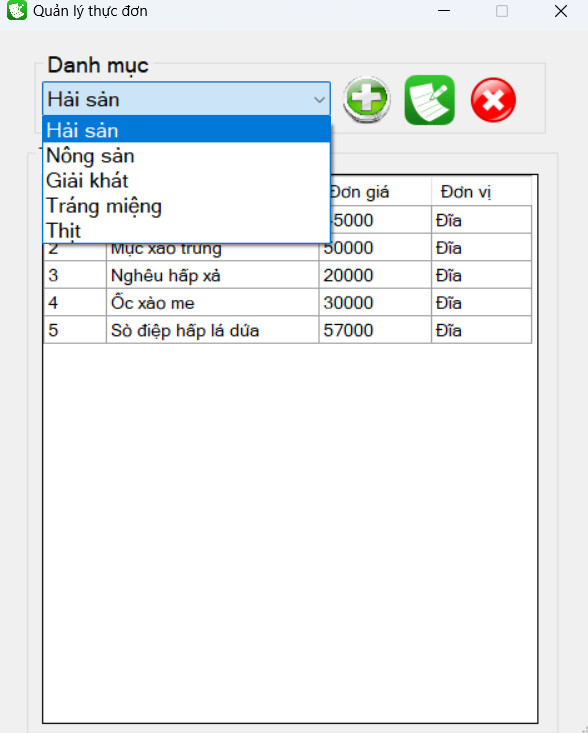 Quản lý thực đơn
Danh mục
Hải sản
Hải sản
Nông sản
Giải khát
Tráng miệng
Thịt
Đơn giá Đơn vị
5000 Đĩa
2 Mực xào trứng 50000 Đĩa
3 Nghêu hấp xả 20000 Đĩa
4 Ốc xào me 30000 Đĩa
5 Sò điệp hấp lá dứa 57000 Đĩa